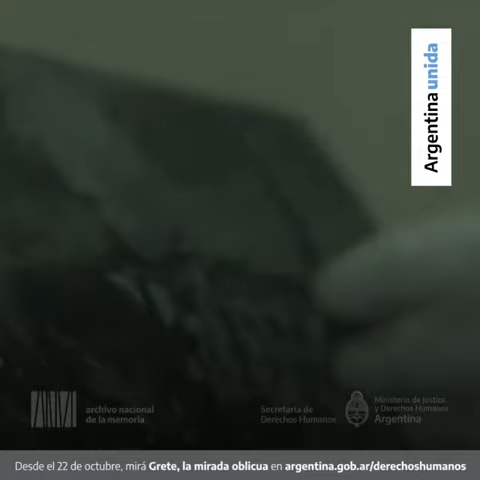 Argentina unida
archivo nacional
de la memoria
Secretaría de
Derechos Humanos
Ministerio de Justicia
y Derechos Humanos
Argentina
Desde el 22 de octubre, mirá Grete, la mirada oblicua en argentina.gob.ar/derechoshumanos